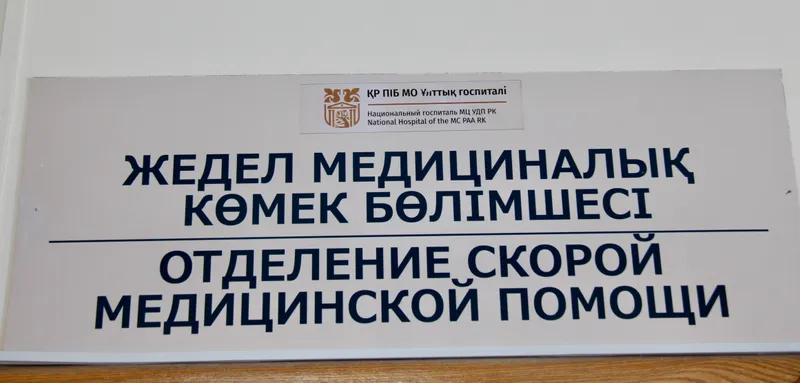 ҚР ПІБ МО Ұлттық госпиталі
Национальный госпиталь МЦ УДП РК
National Hospital of the MC PAA RK
ЖЕДЕЛ МЕДИЦИНАЛЫҚ
КӨМЕК БӨЛІМШЕСІ
ОТДЕЛЕНИЕ СКОРОЙ
МЕДИЦИНСКОЙ ПОМОЩИ